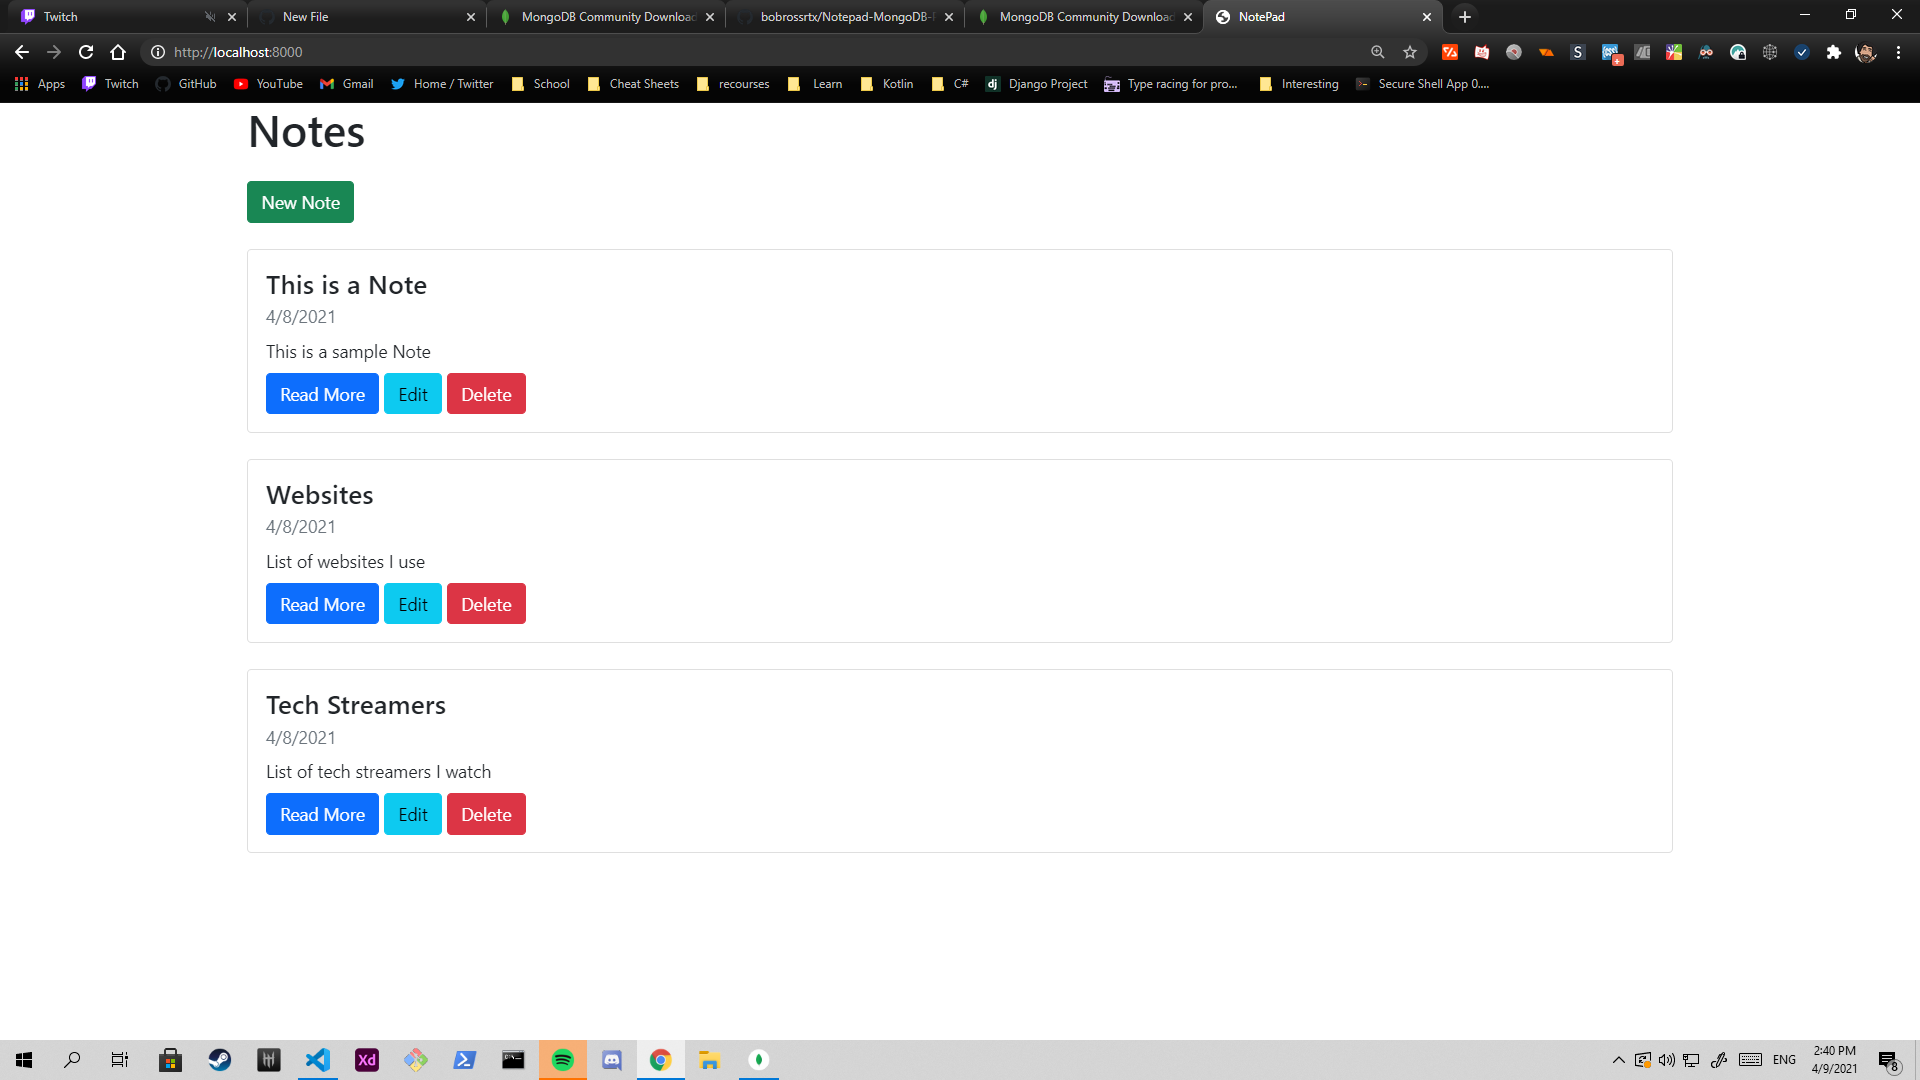 Twitch
New File
MongoDB Community Download
bobrossrtx/Notepad-MongoDB-
MongoDB Community Download
NotePad
http://localhost:8000
Apps
Twitch
GitHub
YouTube
Gmail
Home / Twitter
School
Cheat Sheets
recourses
Learn
Kotlin
C#
dj Django Project
Type racing for pro...
Interesting
Secure Shell App 0....
Notes
New Note
This is a Note
4/8/2021
This is a sample Note
Read More Edit Delete
Websites
4/8/2021
List of websites I use
Read More Edit Delete
Tech Streamers
4/8/2021
List of tech streamers I watch
Read More Edit Delete
Xd
ENG
2:40 PM
4/9/2021
8